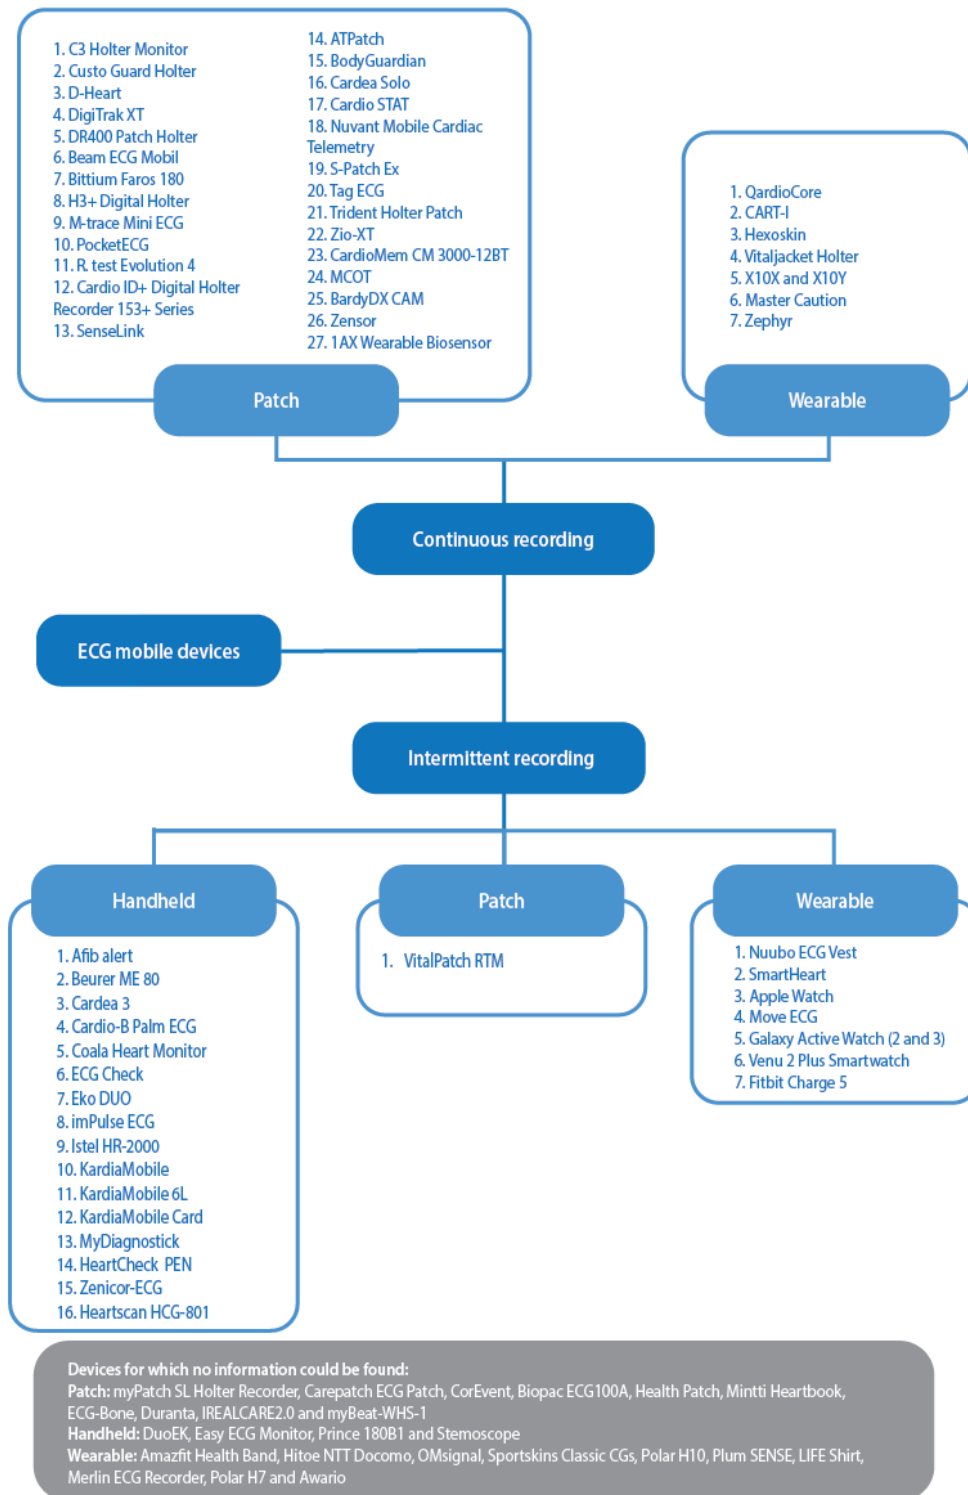 1. C3 Holter Monitor
2. Custo Guard Holter
3. D-Heart
4. DigiTrak XT
5. DR400 Patch Holter
6. Beam ECG Mobil
7. Bittium Faros 180
8. H3+ Digital Holter
9. M-trace Mini ECG
10. PocketECG
11. R. test Evolution 4
12. Cardio ID+ Digital Holter
Recorder 153+ Series
13. SenseLink
14. ATPatch
15. BodyGuardian
16. Cardea Solo
17. Cardio STAT
18. Nuvant Mobile Cardiac
Telemetry
19. S-Patch Ex
20. Tag ECG
21. Trident Holter Patch
22. Zio-XT
23. CardioMem CM 3000-12BT
24. MCOT
25. BardyDX CAM
26. Zensor
27. 1AX Wearable Biosensor
Patch
1. QardioCore
2. CART-I
3. Hexoskin
4. Vitaljacket Holter
5. X10X and X10Y
6. Master Caution
7. Zephyr
Wearable
Continuous recording
ECG mobile devices
Intermittent recording
Handheld
1. Afib alert
2. Beurer ME 80
3. Cardea 3
4. Cardio-B Palm ECG
5. Coala Heart Monitor
6. ECG Check
7. Eko DUO
8. imPulse ECG
9. Istel HR-2000
10. KardiaMobile
11. KardiaMobile 6L
12. KardiaMobile Card
13. MyDiagnostick
14. HeartCheck PEN
15. Zenicor-ECG
16. Heartscan HCG-801
Patch
1. VitalPatch RTM
Wearable
1. Nuubo ECG Vest
2. SmartHeart
3. Apple Watch
4. Move ECG
5. Galaxy Active Watch (2 and 3)
6. Venu 2 Plus Smartwatch
7. Fitbit Charge 5
Devices for which no information could be found:
Patch: myPatch SL Holter Recorder, Carepatch ECG Patch, CorEvent, Biopac ECG100A, Health Patch, Mintti Heartbook,
ECG-Bone, Duranta, IREALCARE2.0 and myBeat-WHS-1
Handheld: DuoEK, Easy ECG Monitor, Prince 180B1 and Stemoscope
Wearable: Amazfit Health Band, Hitoe NTT Docomo, OMsignal, Sportskins Classic CGs, Polar H10, Plum SENSE, LIFE Shirt,
Merlin ECG Recorder, Polar H7 and Awario